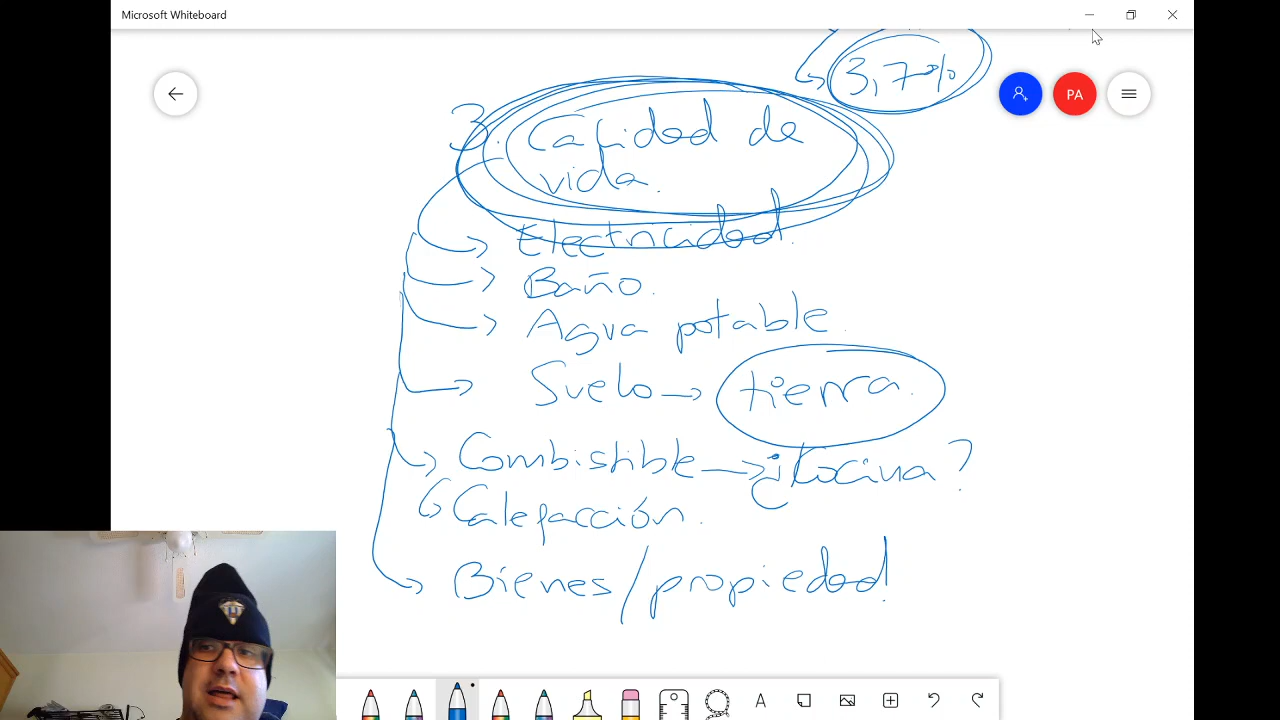 Microsoft Whiteboard
3,7%
PA
3. Calidad de
vida.
Electricidad.
Baño.
Agua potable.
Suelo → tierra.
Combistible → ¿Cocina?
Calefacción.
Bienes/propiedad.
A